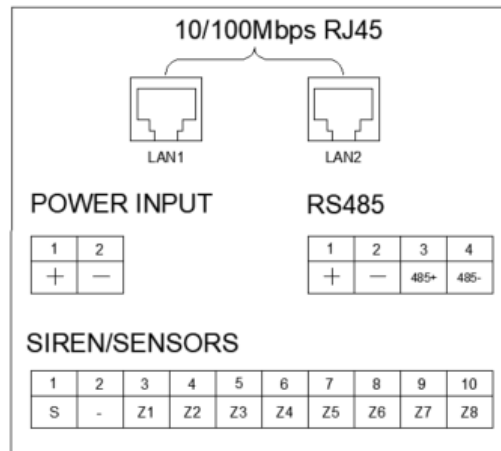 10/100Mbps RJ45
LAN1 LAN2
POWER INPUT RS485
1 2 1 2 3 4
+ — + — 485+ 485-
SIREN/SENSORS
1 2 3 4 5 6 7 8 9 10
S - Z1 Z2 Z3 Z4 Z5 Z6 Z7 Z8